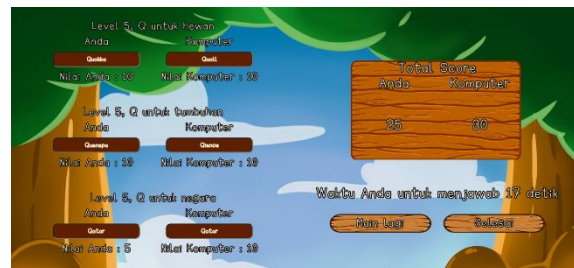 Level 5, Q untuk hewan
Anda Komputer
Quokka Quoll
Nilai Anda : 10 Nilai Komputer : 10
Level 5, Q untuk tumbuhan
Anda Komputer
Quenepa Quince
Nilai Anda : 10 Nilai Komputer : 10
Level 5, Q untuk negara
Anda Komputer
Qatar Qatar
Nilai Anda : 5 Nilai Komputer : 10
Total Score
Anda Komputer
25 30
Waktu Anda untuk menjawab 17 detik
Main Lagi Selesai